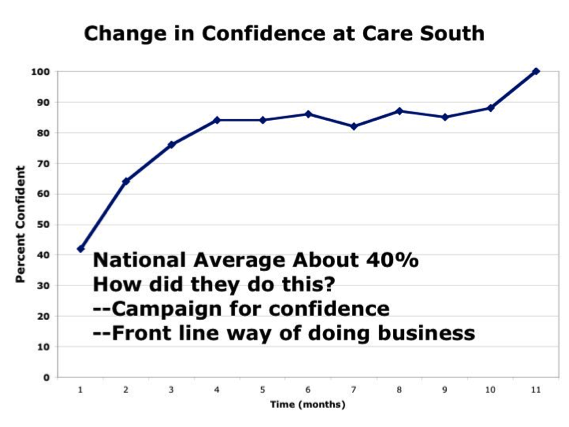 Change in Confidence at Care South
Percent Confident
100
90
80
70
60
50
40
30
20
10
0
National Average About 40%
How did they do this?
--Campaign for confidence
--Front line way of doing business
1 2 3 4 5 6 7 8 9 10 11
Time (months)